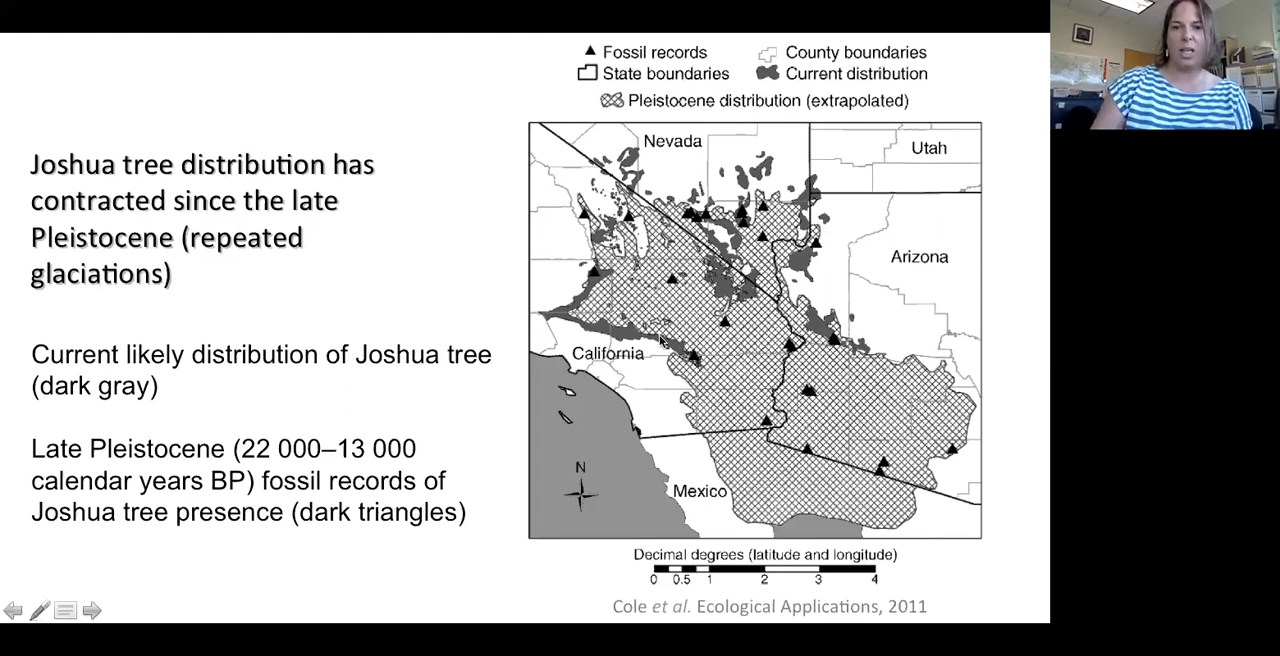 Joshua tree distribution has
contracted since the late
Pleistocene (repeated
glaciations)
Current likely distribution of Joshua tree
(dark gray)
Late Pleistocene (22 000–13 000
calendar years BP) fossil records of
Joshua tree presence (dark triangles)
Fossil records
County boundaries
State boundaries
Current distribution
Pleistocene distribution (extrapolated)
Nevada
Utah
Arizona
California
N
Mexico
Decimal degrees (latitude and longitude)
0 0.5 1 2 3 4
Cole et al. Ecological Applications, 2011